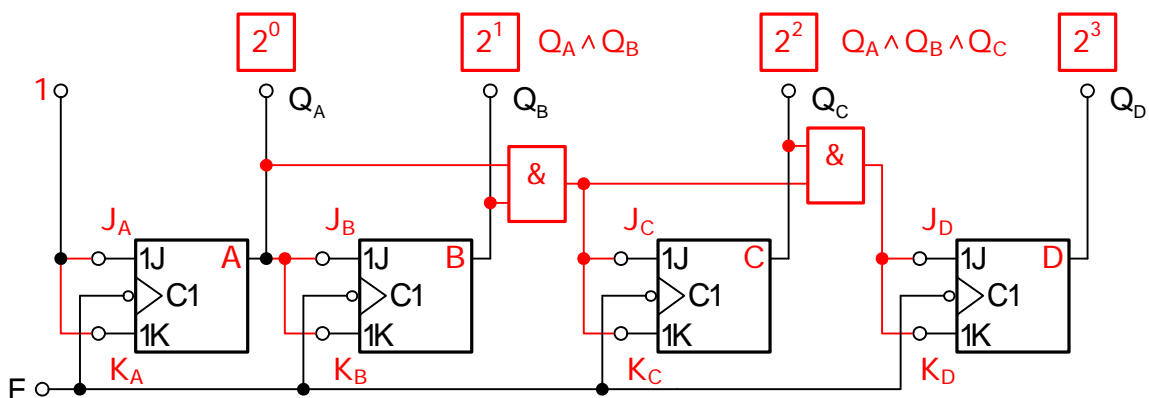 2⁰ 2¹ Q_A ∧ Q_B 2² Q_A ∧ Q_B ∧ Q_C 2³
1 Q_A Q_B Q_C Q_D
& &
J_A J_B J_C J_D
1J A 1J B 1J C 1J D
C1 C1 C1 C1
1K 1K 1K 1K
K_A K_B K_C K_D
F